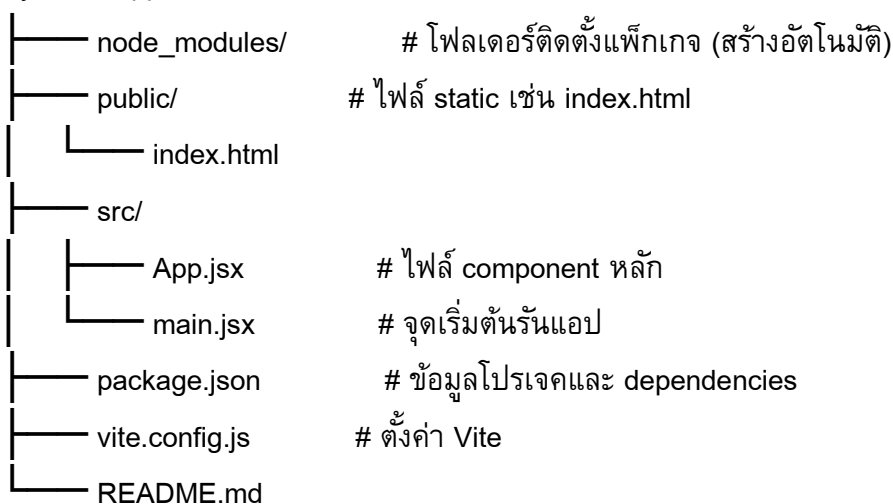 ├── node_modules/ # โฟลเดอร์ติดตั้งแพ็กเกจ (สร้างอัตโนมัติ)
├── public/ # ไฟล์ static เช่น index.html
│ └── index.html
├── src/
│ ├── App.jsx # ไฟล์ component หลัก
│ └── main.jsx # จุดเริ่มต้นรันแอป
├── package.json # ข้อมูลโปรเจคและ dependencies
├── vite.config.js # ตั้งค่า Vite
└── README.md